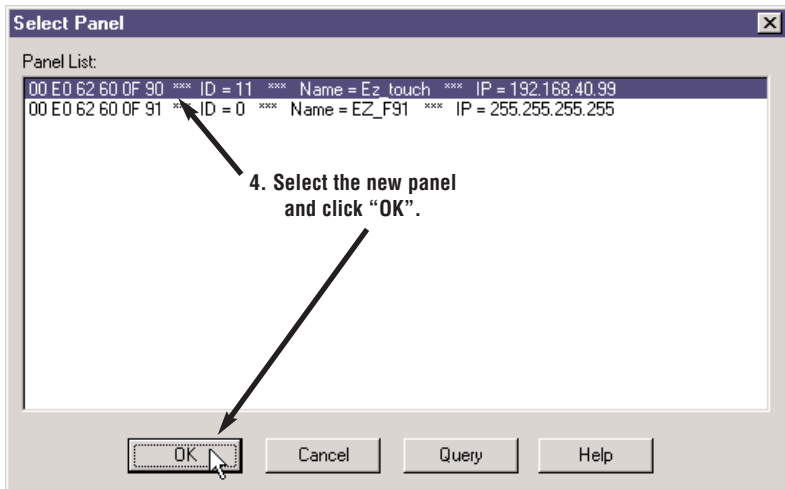 Select Panel
Panel List:
00 E0 62 60 0F 90 *** ID = 11 *** Name = Ez_touch *** IP = 192.168.40.99
00 E0 62 60 0F 91 *** ID = 0 *** Name = EZ_F91 *** IP = 255.255.255.255
4. Select the new panel
and click “OK”.
OK
Cancel
Query
Help